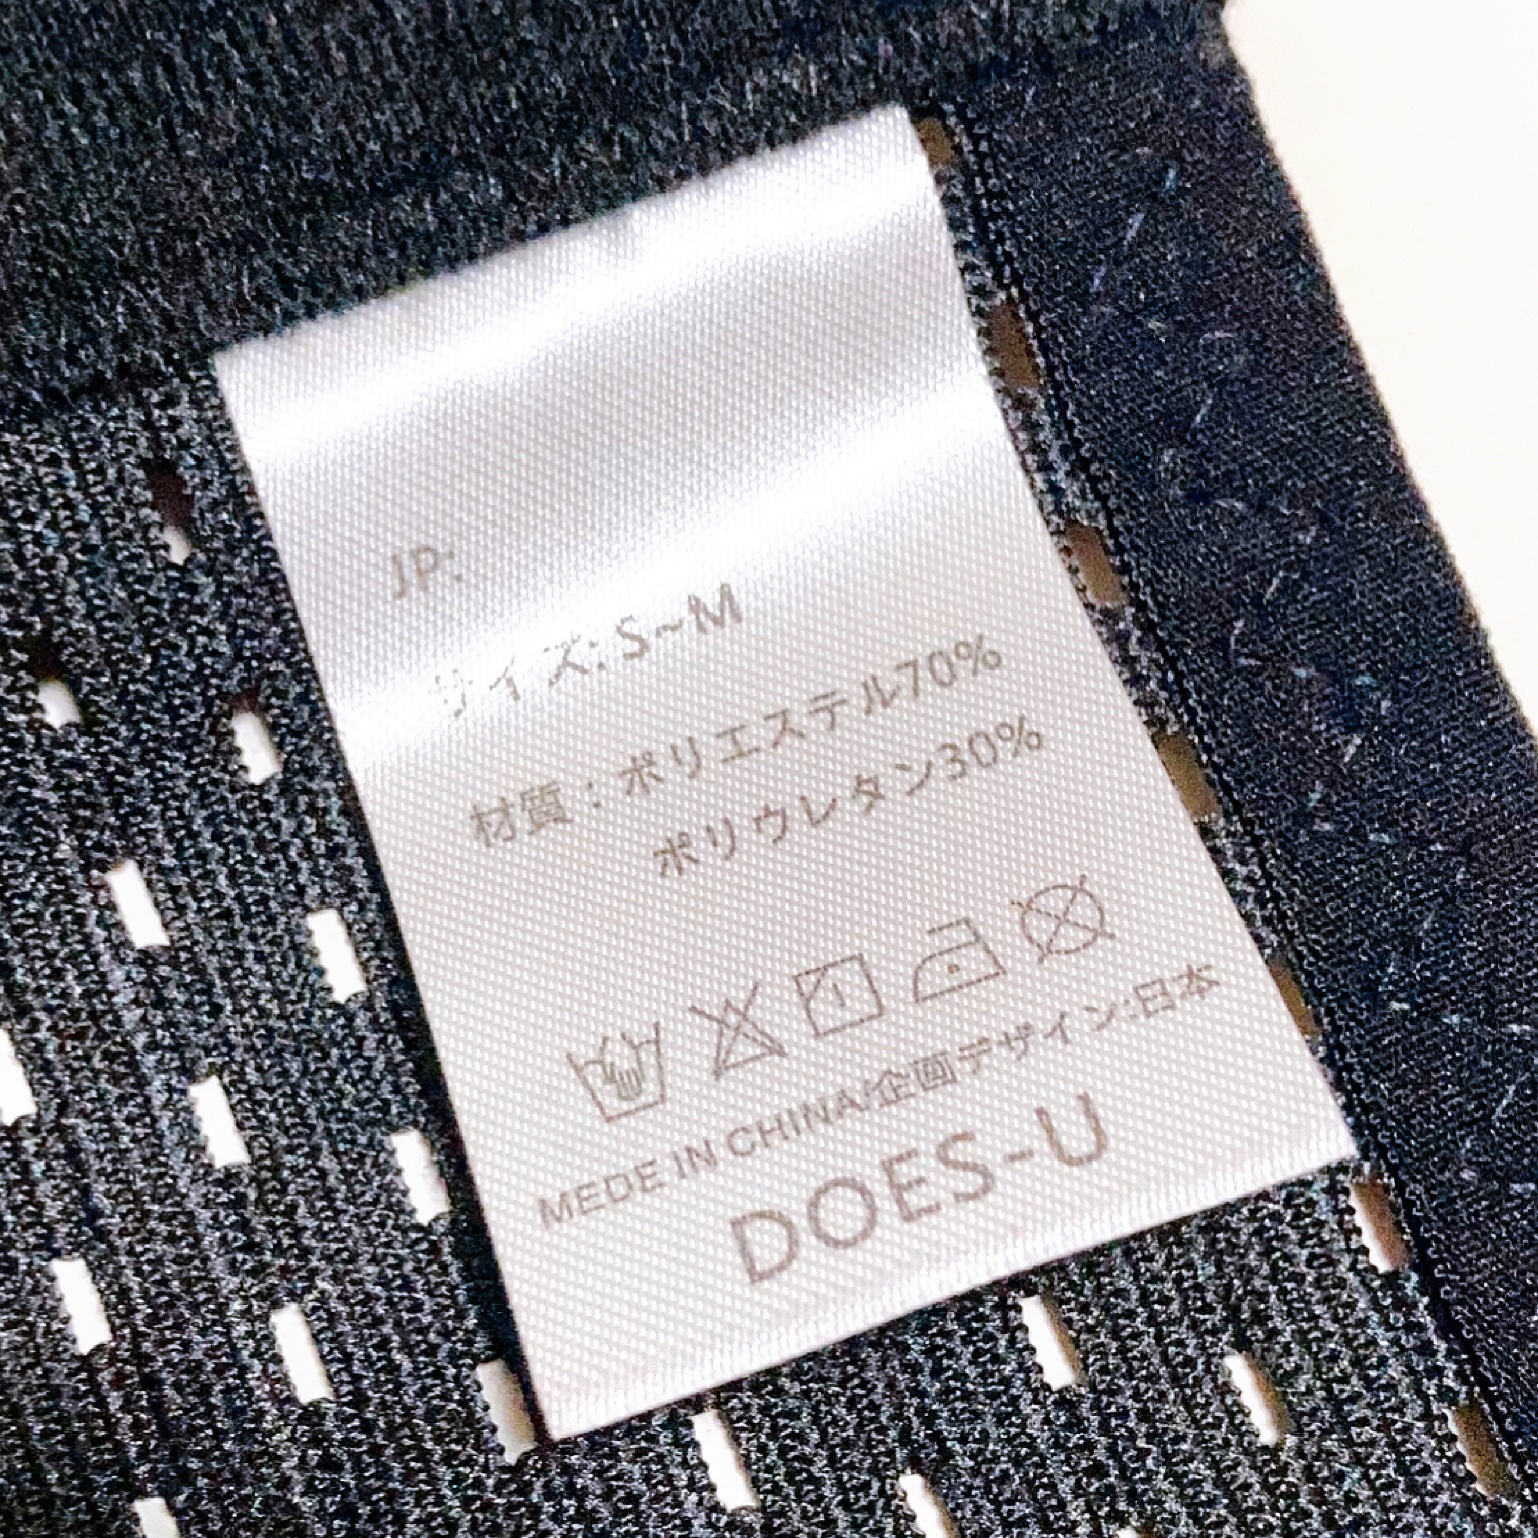 JP:
サイズ: S~M
材質：ポリエステル70%
ポリウレタン30%
MEDE IN CHINA/企画デザイン:日本
DOES-U